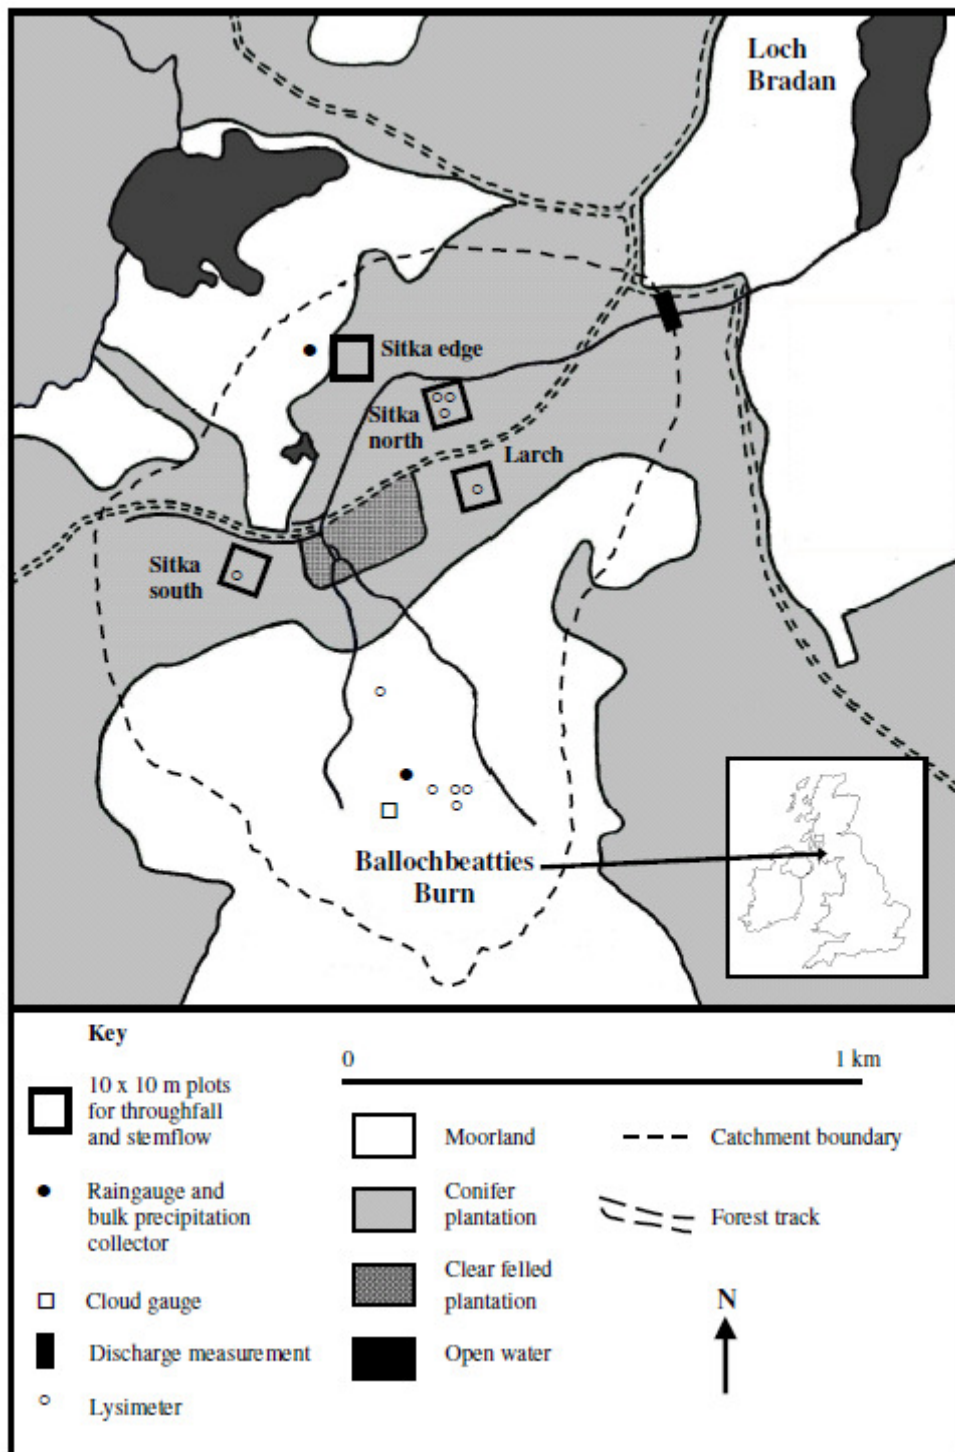 Loch
Bradan
Sitka edge
Sitka
north
Larch
Sitka
south
Ballochbeatties
Burn
Key
0
1 km
10 x 10 m plots
for throughfall
and stemflow
Moorland
Catchment boundary
Raingauge and
bulk precipitation
collector
Conifer
plantation
Forest track
Cloud gauge
Clear felled
plantation
N
Discharge measurement
Open water
Lysimeter